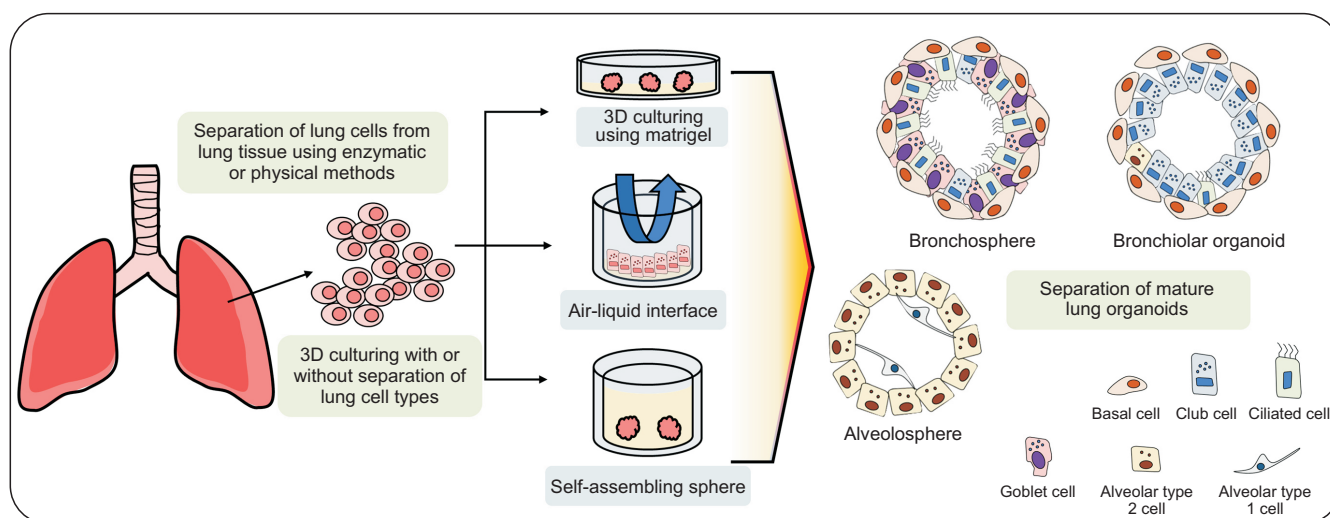 Separation of lung cells from
lung tissue using enzymatic
or physical methods
3D culturing with or
without separation of
lung cell types
3D culturing
using matrigel
Air-liquid interface
Self-assembling sphere
Bronchosphere
Bronchiolar organoid
Alveolosphere
Separation of mature
lung organoids
Basal cell
Club cell
Ciliated cell
Goblet cell
Alveolar type
2 cell
Alveolar type
1 cell